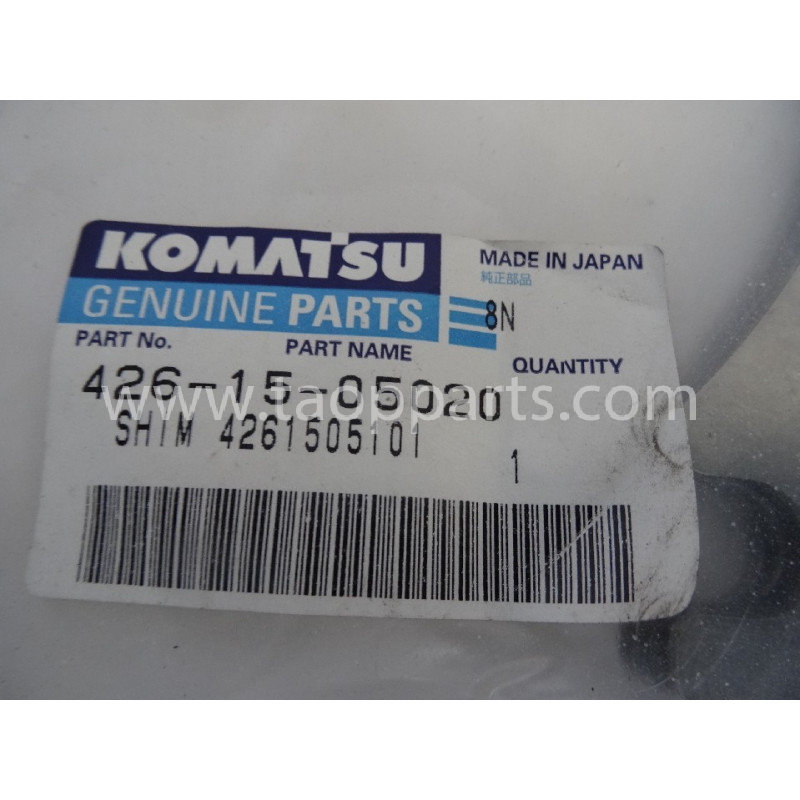 KOMATSU
GENUINE PARTS
MADE IN JAPAN
純正部品
8N
PART No.
PART NAME
QUANTITY
426-15-05020
www.taopparts.com
SHIM 4261505101
1